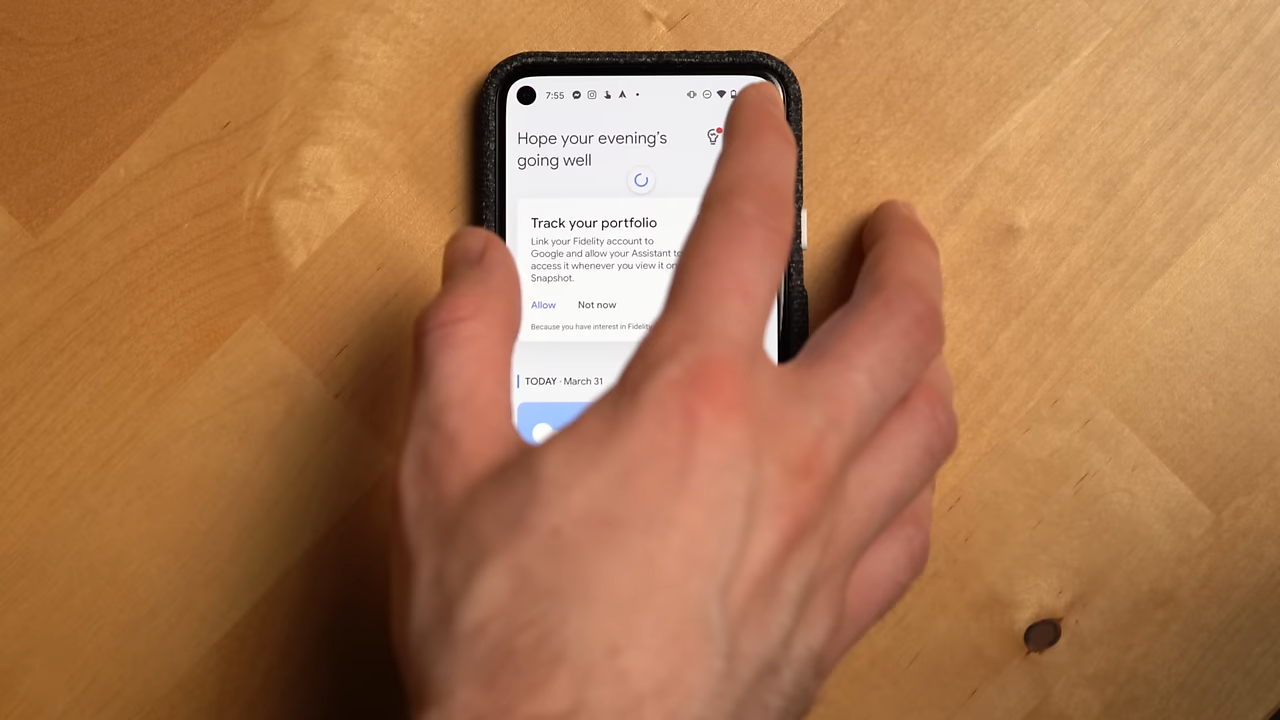 7:55
Hope your evening's
going well
Track your portfolio
Link your Fidelity account to
Google and allow your Assistant to
access it whenever you view it on
Snapshot.
Allow Not now
Because you have interest in Fidelity
TODAY · March 31